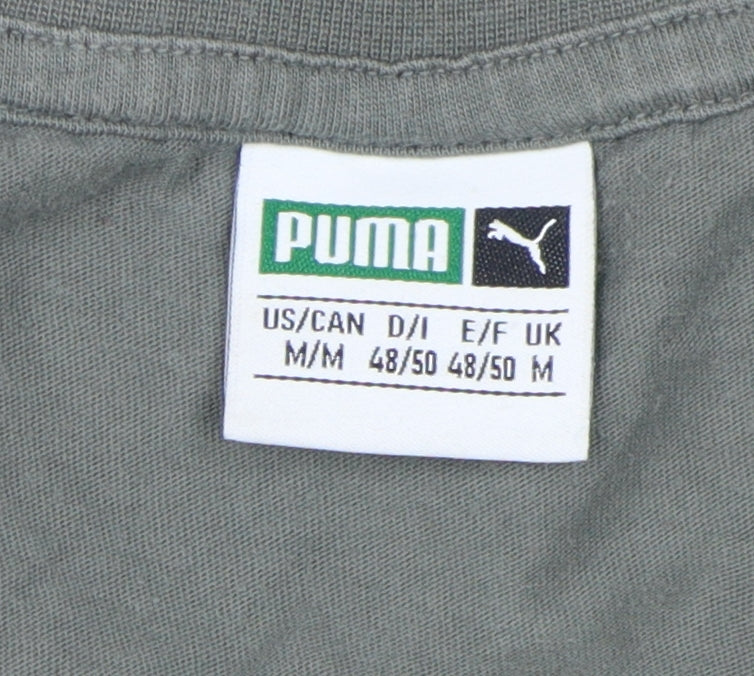 PUMA
US/CAN D/I E/F UK
M/M 48/50 48/50 M